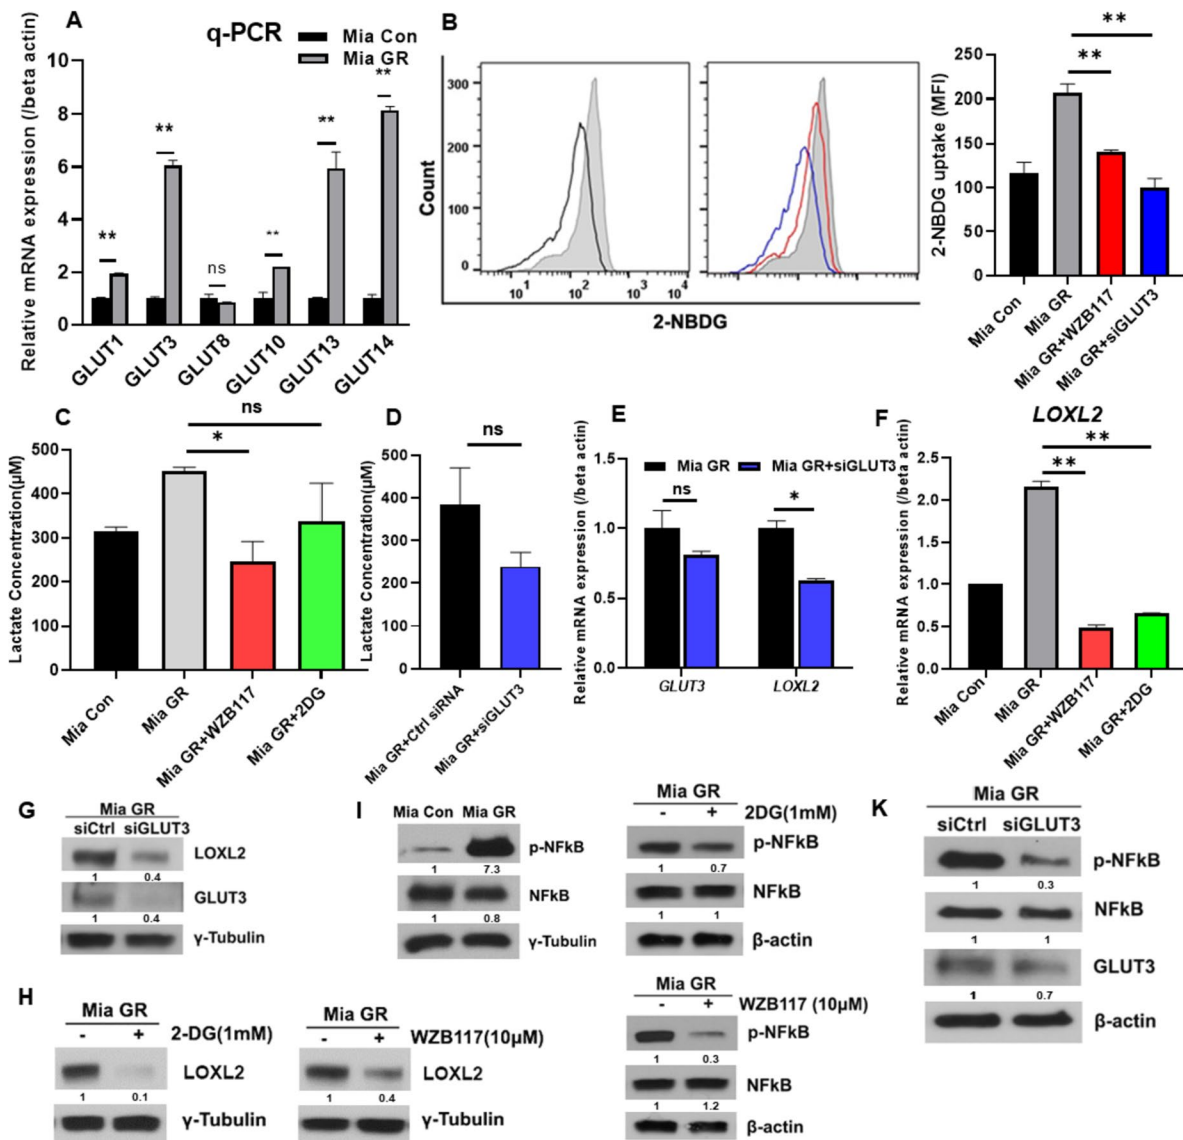 A
q-PCR
Mia Con
Mia GR
Relative mRNA expression (/beta actin)
10
8
6
4
2
0
**
**
ns
**
**
**
GLUT1
GLUT3
GLUT8
GLUT10
GLUT13
GLUT14
B
Count
300
200
100
0
10¹
10²
10³
10⁴
10¹
10²
10³
10⁴
2-NBDG
2-NBDG uptake (MFI)
250
200
150
100
50
0
**
**
Mia Con
Mia GR
Mia GR+WZB117
Mia GR+siGLUT3
C
Lactate Concentration(µM)
500
400
300
200
100
0
ns
*
Mia Con
Mia GR
Mia GR+WZB117
Mia GR+2DG
D
Lactate Concentration(µM)
500
400
300
200
100
0
ns
Mia GR+Ctrl siRNA
Mia GR+siGLUT3
E
Relative mRNA expression (/beta actin)
1.5
1.0
0.5
0.0
Mia GR
Mia GR+siGLUT3
ns
*
GLUT3
LOXL2
F
LOXL2
Relative mRNA expression (/beta actin)
2.5
2.0
1.5
1.0
0.5
0.0
**
**
Mia Con
Mia GR
Mia GR+WZB117
Mia GR+2DG
G
Mia GR
siCtrl siGLUT3
LOXL2
1 0.4
GLUT3
1 0.4
γ-Tubulin
H
Mia GR
- + 2-DG(1mM)
LOXL2
1 0.1
γ-Tubulin
Mia GR
- + WZB117(10µM)
LOXL2
1 0.4
γ-Tubulin
I
Mia Con Mia GR
p-NFkB
1 7.3
NFkB
1 0.8
γ-Tubulin
Mia GR
- + 2DG(1mM)
p-NFkB
1 0.7
NFkB
1 1
β-actin
Mia GR
- + WZB117 (10µM)
p-NFkB
1 0.3
NFkB
1 1.2
β-actin
K
Mia GR
siCtrl siGLUT3
p-NFkB
1 0.3
NFkB
1 1
GLUT3
1 0.7
β-actin